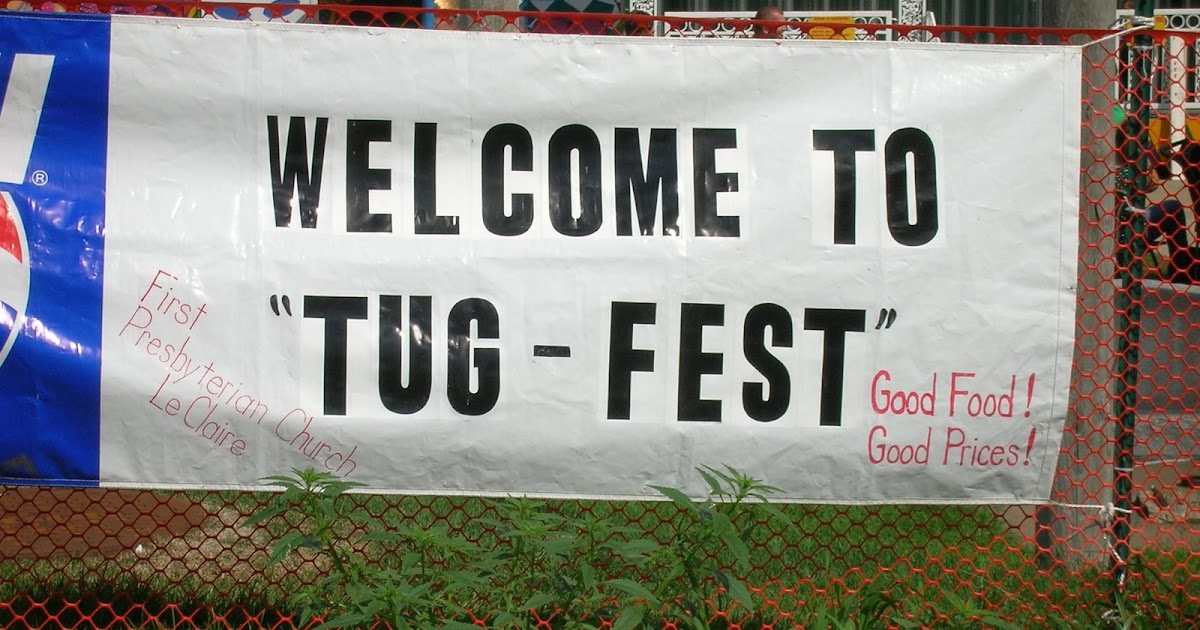 WELCOME TO
"TUG - FEST"
First
Presbyterian Church
Le Claire
Good Food!
Good Prices!
®